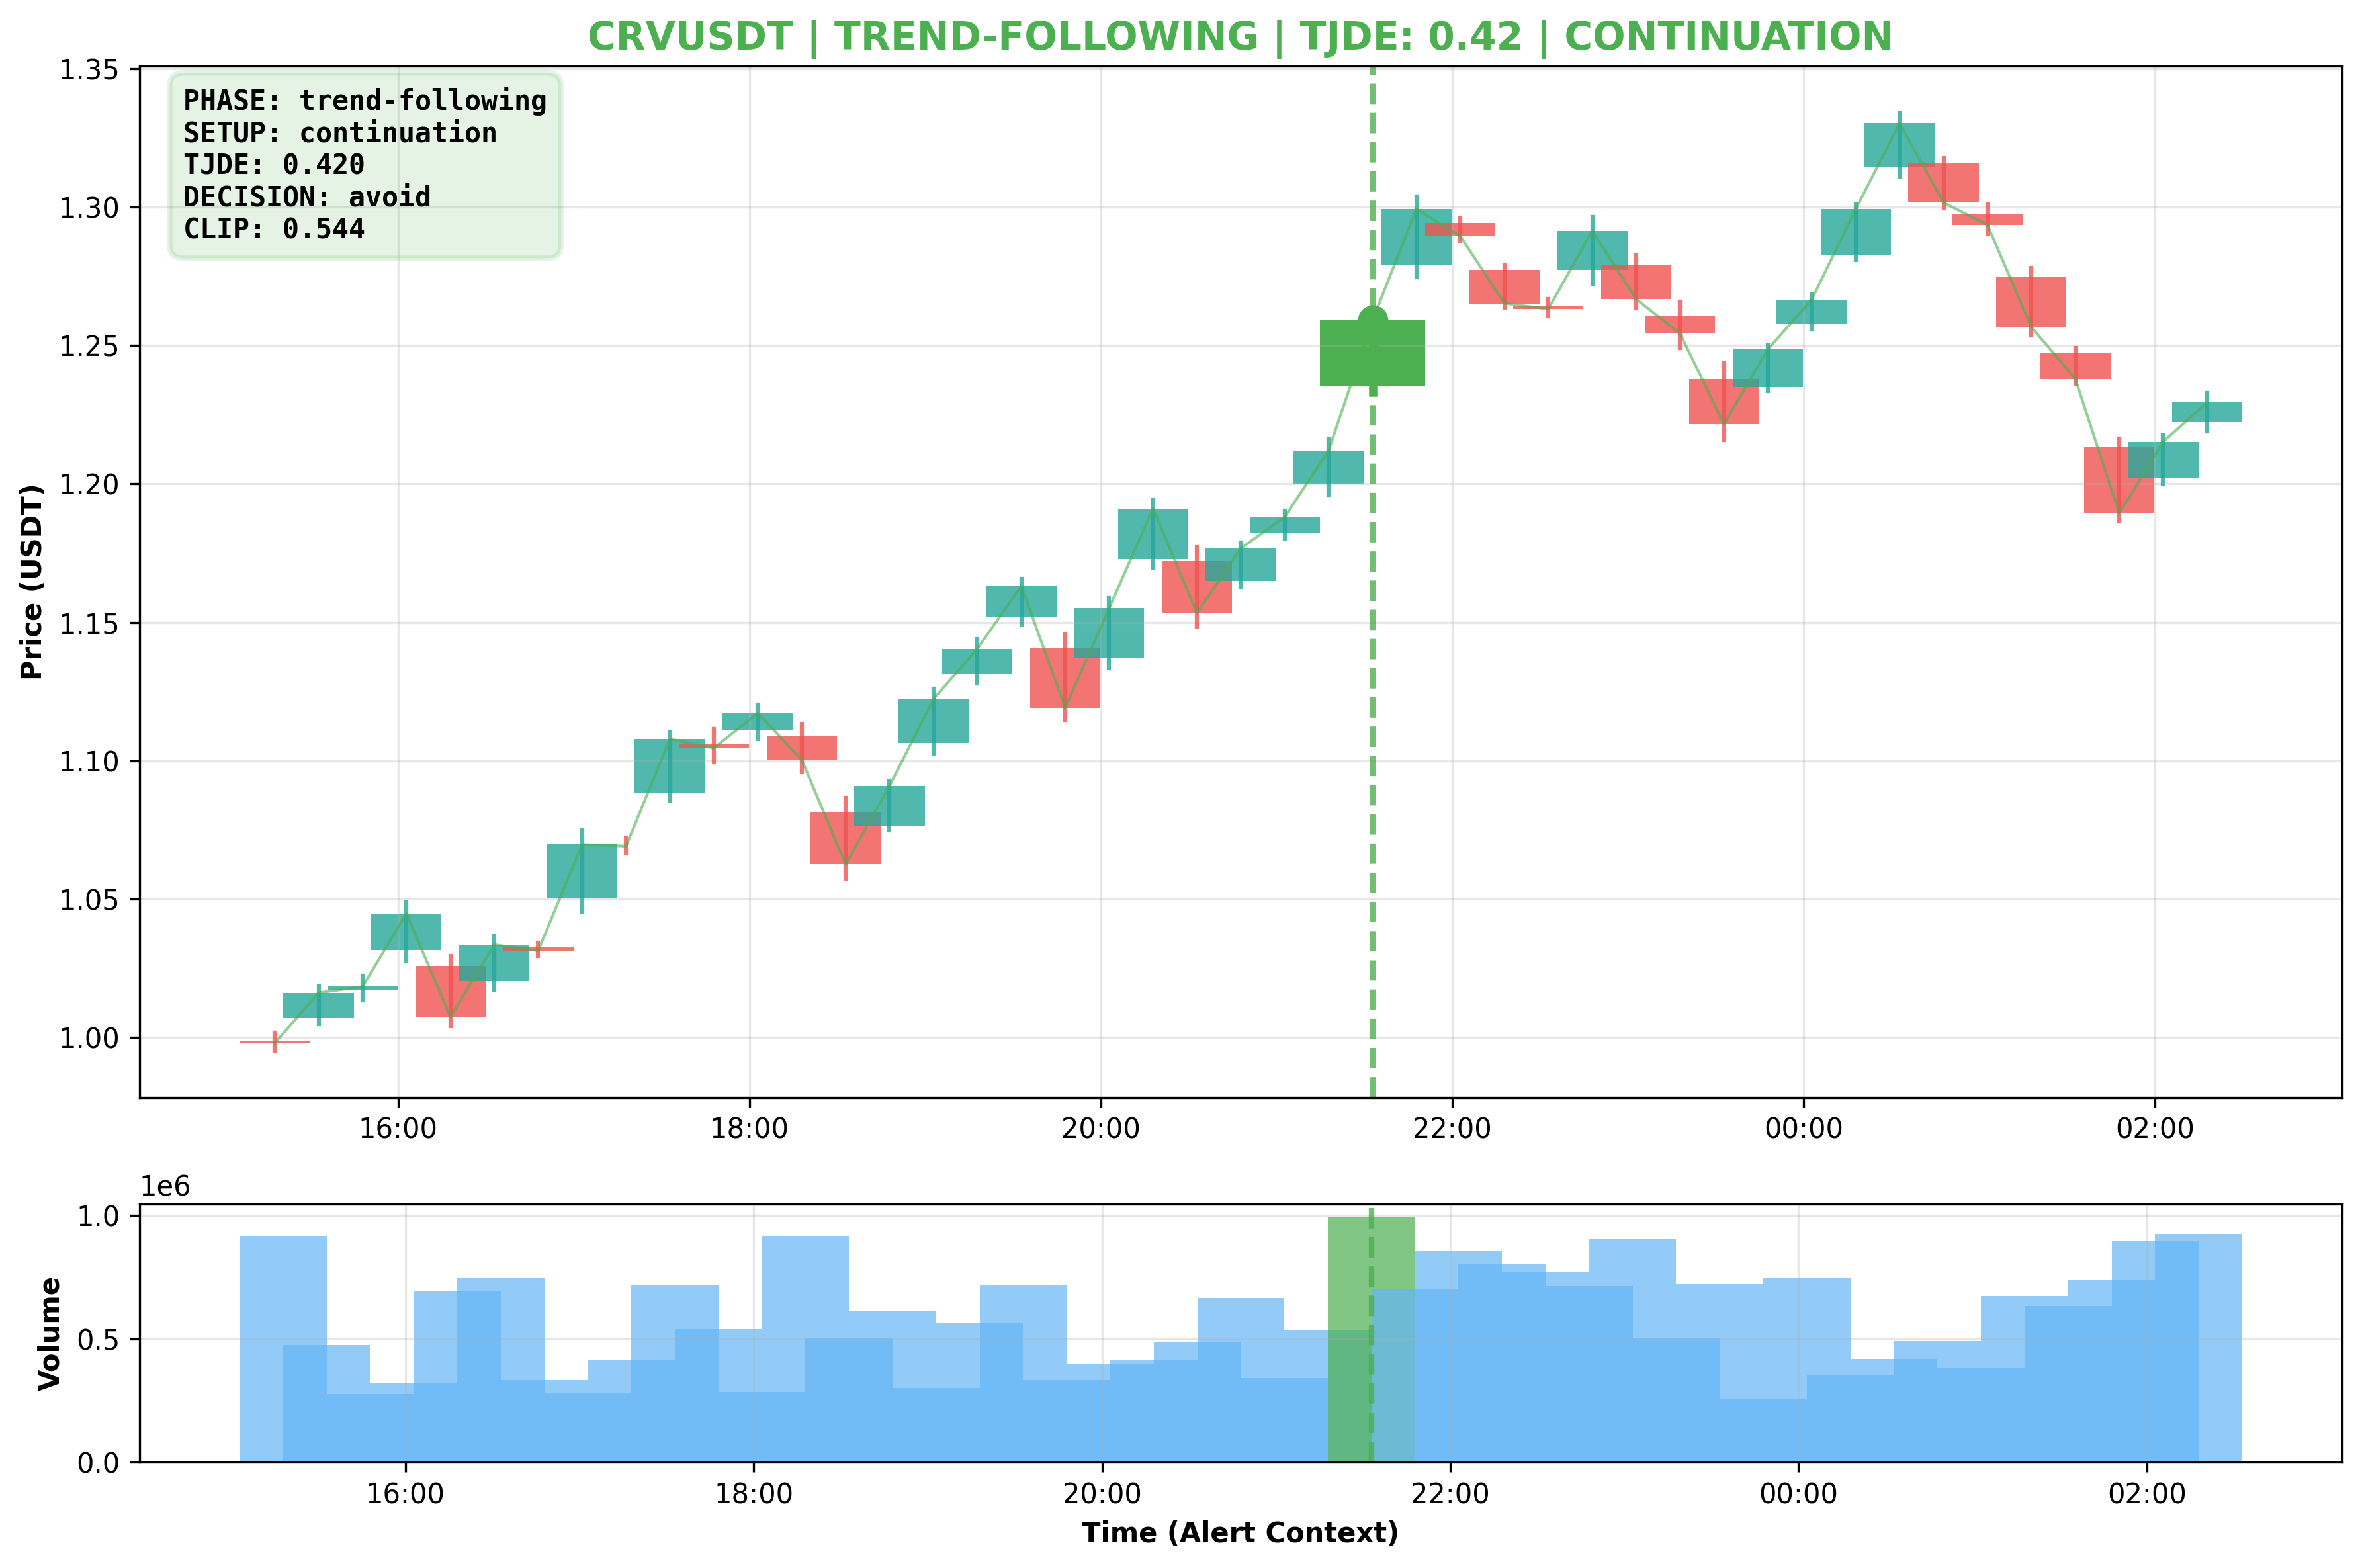 CRVUSDT | TREND-FOLLOWING | TJDE: 0.42 | CONTINUATION
PHASE: trend-following
SETUP: continuation
TJDE: 0.420
DECISION: avoid
CLIP: 0.544
Price (USDT)
1.35
1.30
1.25
1.20
1.15
1.10
1.05
1.00
16:00 18:00 20:00 22:00 00:00 02:00
1e6
Volume
1.0
0.5
0.0
16:00 18:00 20:00 22:00 00:00 02:00
Time (Alert Context)